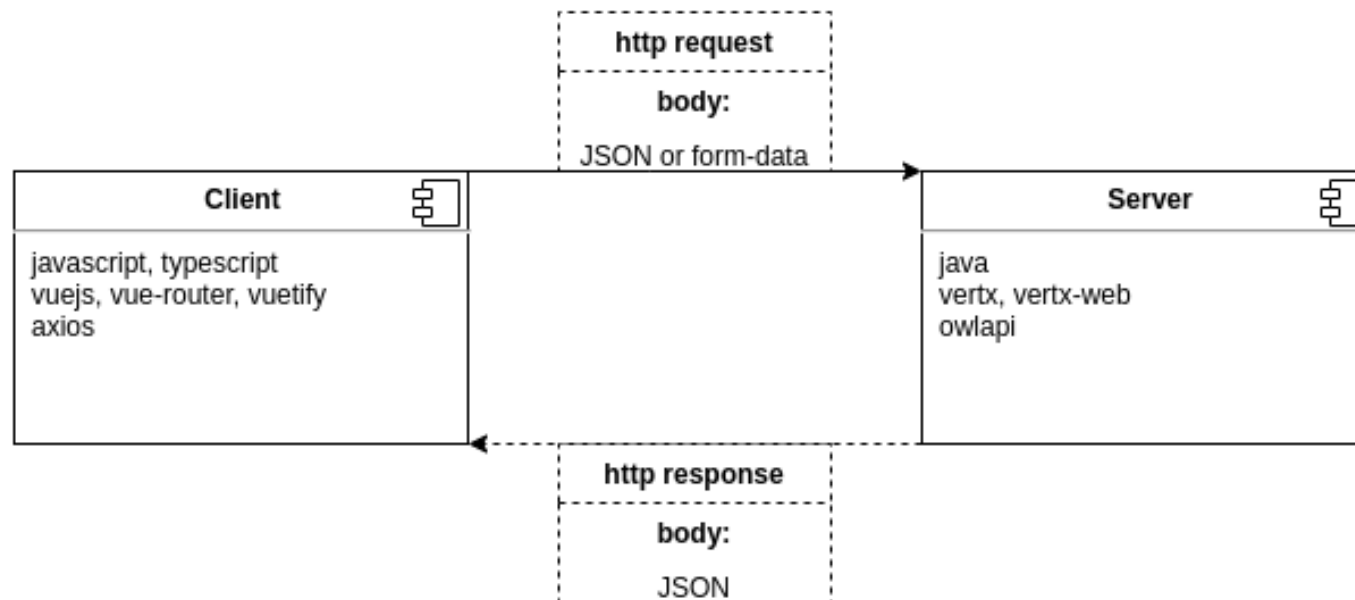 http request
body:
JSON or form-data
Client
javascript, typescript
vuejs, vue-router, vuetify
axios
Server
java
vertx, vertx-web
owlapi
http response
body:
JSON